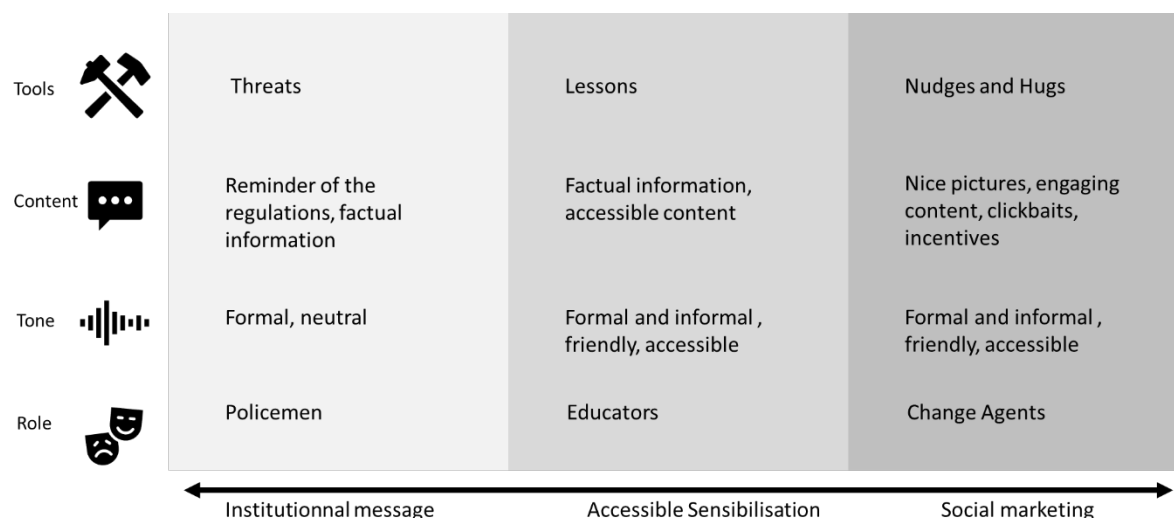 Tools
Threats
Lessons
Nudges and Hugs
Content
Reminder of the
regulations, factual
information
Factual information,
accessible content
Nice pictures, engaging
content, clickbaits,
incentives
Tone
Formal, neutral
Formal and informal ,
friendly, accessible
Formal and informal ,
friendly, accessible
Role
Policemen
Educators
Change Agents
Institutionnal message
Accessible Sensibilisation
Social marketing